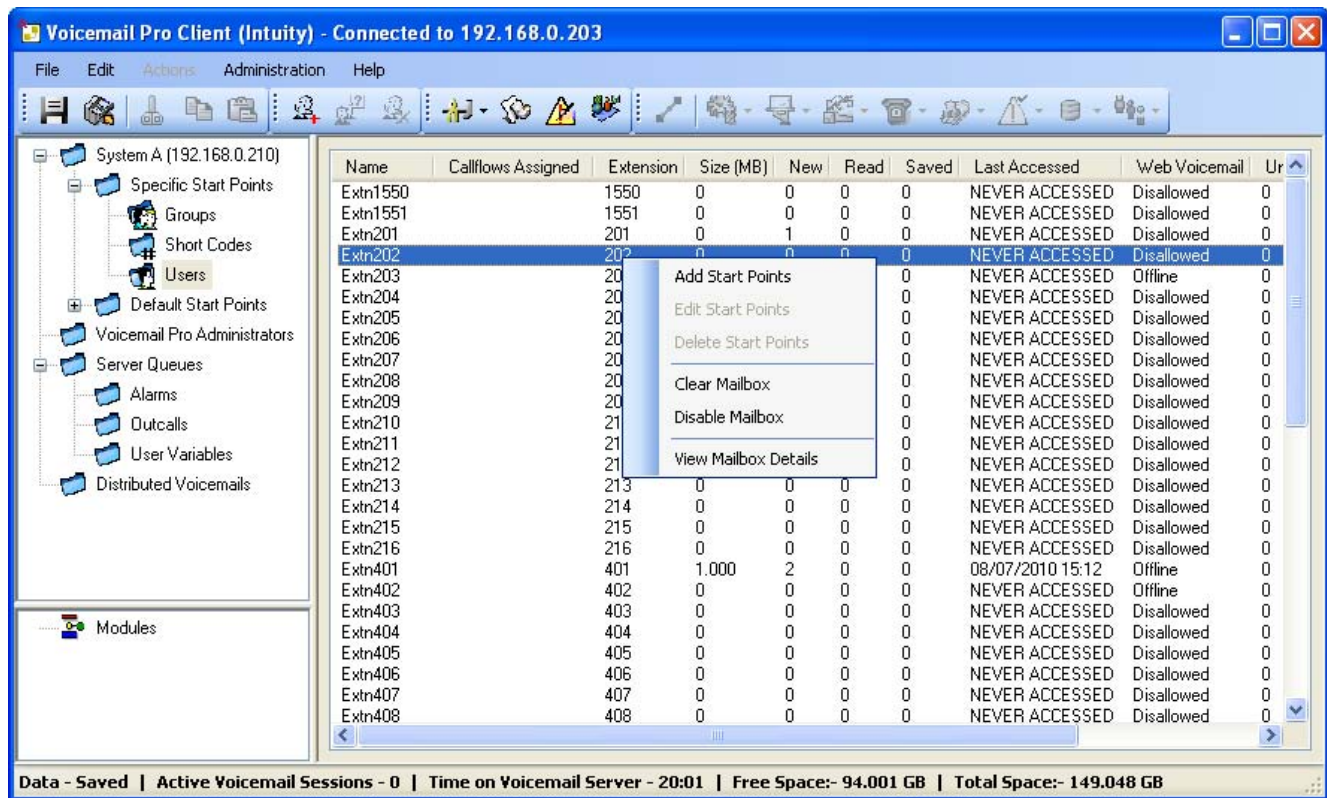 Voicemail Pro Client (Intuity) - Connected to 192.168.0.203
File Edit Actions Administration Help
System A (192.168.0.210)
Specific Start Points
Groups
Short Codes
Users
Default Start Points
Voicemail Pro Administrators
Server Queues
Alarms
Outcalls
User Variables
Distributed Voicemails
Modules
Name Callflows Assigned Extension Size (MB) New Read Saved Last Accessed Web Voicemail Ur
Extn1550 1550 0 0 0 0 NEVER ACCESSED Disallowed 0
Extn1551 1551 0 0 0 0 NEVER ACCESSED Disallowed 0
Extn201 201 0 1 0 0 NEVER ACCESSED Disallowed 0
Extn202 202 0 0 0 0 NEVER ACCESSED Disallowed 0
Extn203 20 0 NEVER ACCESSED Offline 0
Extn204 20 0 NEVER ACCESSED Disallowed 0
Extn205 20 0 NEVER ACCESSED Disallowed 0
Extn206 20 0 NEVER ACCESSED Disallowed 0
Extn207 20 0 NEVER ACCESSED Disallowed 0
Extn208 20 0 NEVER ACCESSED Disallowed 0
Extn209 20 0 NEVER ACCESSED Disallowed 0
Extn210 21 0 NEVER ACCESSED Disallowed 0
Extn211 21 0 NEVER ACCESSED Disallowed 0
Extn212 21 0 NEVER ACCESSED Disallowed 0
Extn213 213 0 0 0 0 NEVER ACCESSED Disallowed 0
Extn214 214 0 0 0 0 NEVER ACCESSED Disallowed 0
Extn215 215 0 0 0 0 NEVER ACCESSED Disallowed 0
Extn216 216 0 0 0 0 NEVER ACCESSED Disallowed 0
Extn401 401 1.000 2 0 0 08/07/2010 15:12 Offline 0
Extn402 402 0 0 0 0 NEVER ACCESSED Offline 0
Extn403 403 0 0 0 0 NEVER ACCESSED Disallowed 0
Extn404 404 0 0 0 0 NEVER ACCESSED Disallowed 0
Extn405 405 0 0 0 0 NEVER ACCESSED Disallowed 0
Extn406 406 0 0 0 0 NEVER ACCESSED Disallowed 0
Extn407 407 0 0 0 0 NEVER ACCESSED Disallowed 0
Extn408 408 0 0 0 0 NEVER ACCESSED Disallowed 0
Add Start Points
Edit Start Points
Delete Start Points
Clear Mailbox
Disable Mailbox
View Mailbox Details
Data - Saved | Active Voicemail Sessions - 0 | Time on Voicemail Server - 20:01 | Free Space:- 94.001 GB | Total Space:- 149.048 GB